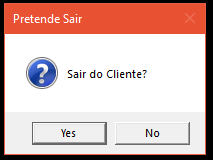 Pretende Sair
Sair do Cliente?
Yes
No